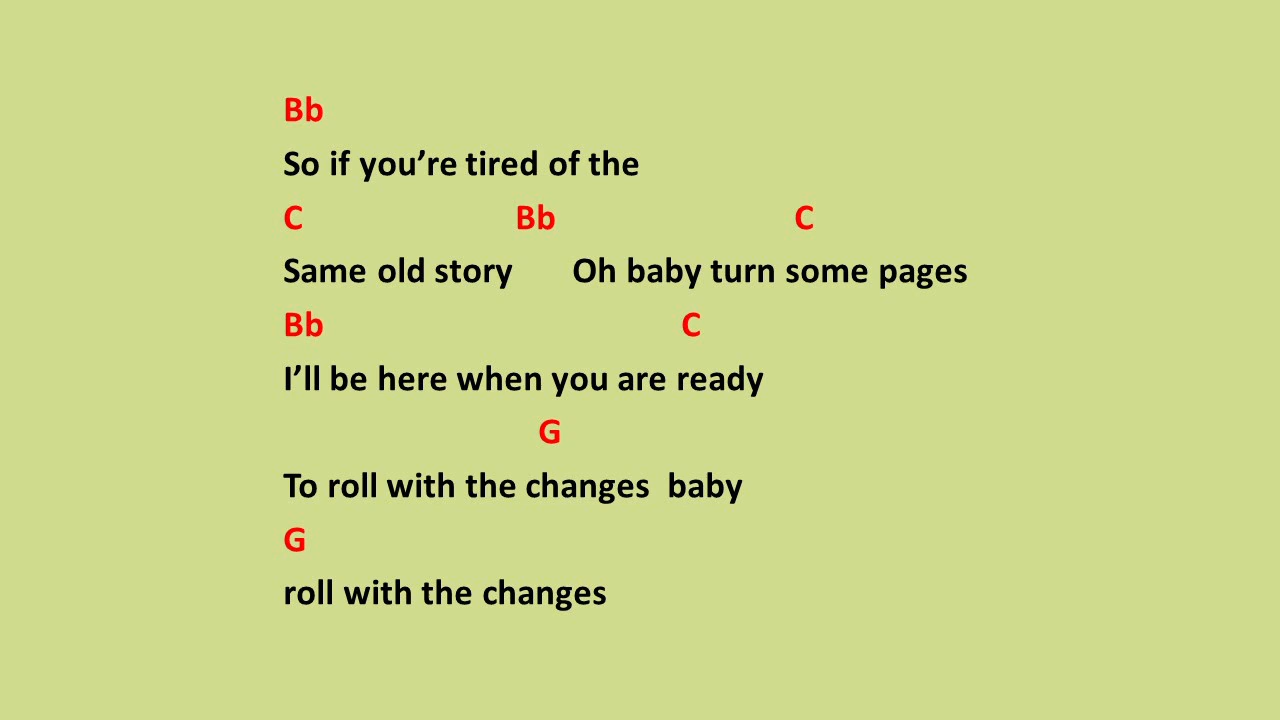 Bb
So if you’re tired of the
C Bb C
Same old story Oh baby turn some pages
Bb C
I’ll be here when you are ready
G
To roll with the changes baby
G
roll with the changes